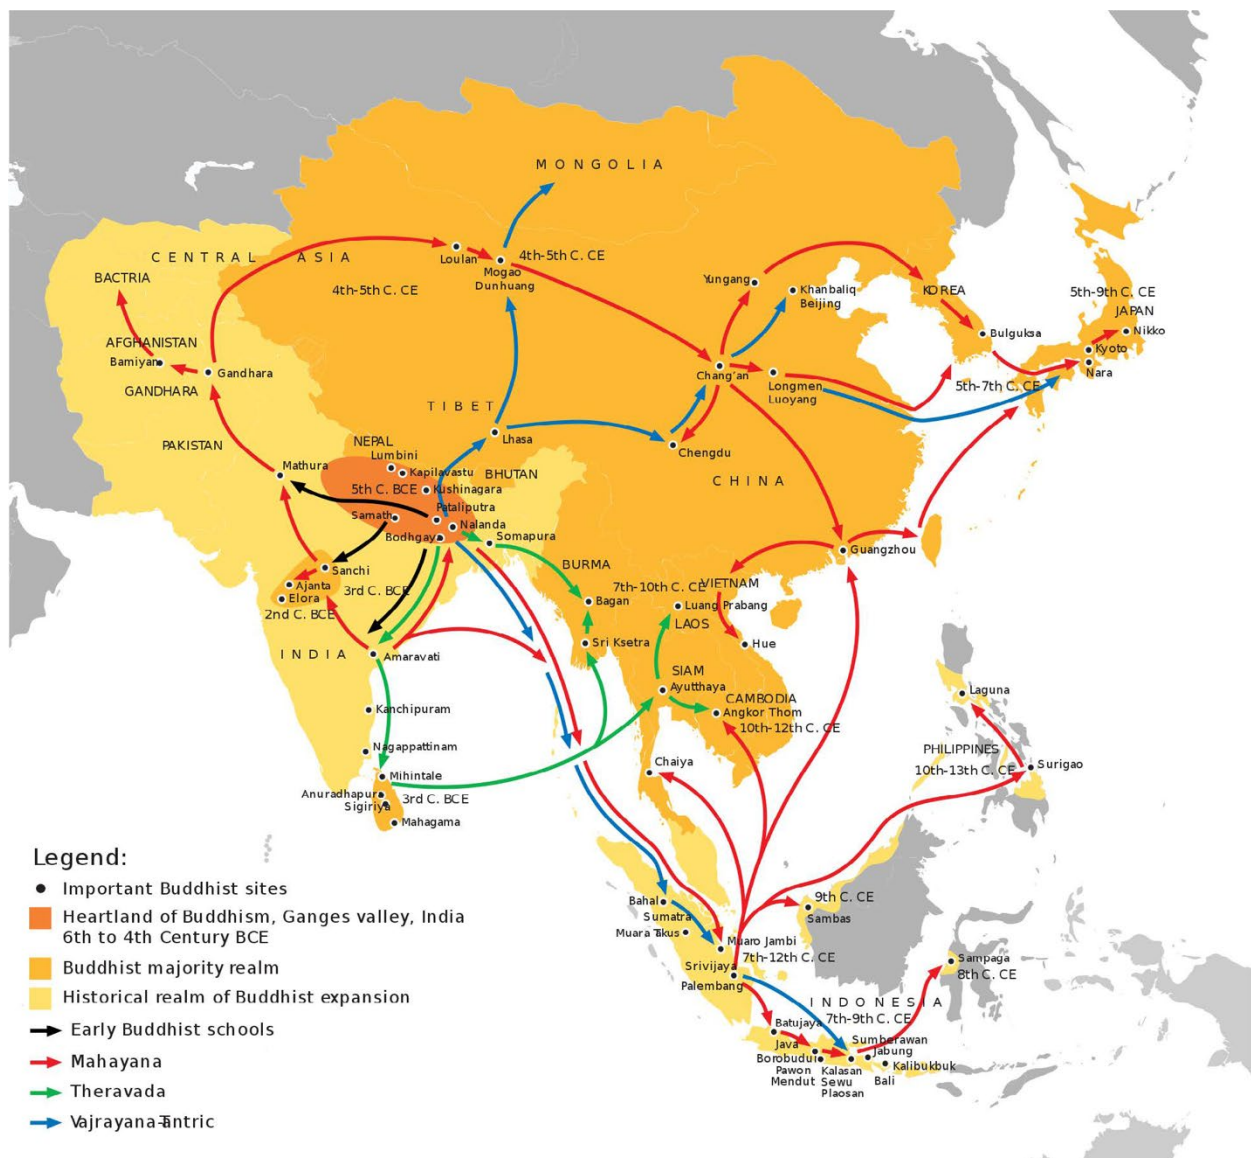 MONGOLIA
CENTRAL ASIA
BACTRIA
Loulan
Mogao
Dunhuang
4th-5th C. CE
4th-5th C. CE
Yungang
Khanbaliq
Beijing
KOREA
5th-9th C. CE
JAPAN
Nikko
Bulguksa
Kyoto
Nara
5th-7th C. CE
AFGHANISTAN
Bamiyan
Gandhara
GANDHARA
Chang'an
Longmen
Luoyang
TIBET
Lhasa
Chengdu
CHINA
PAKISTAN
Mathura
NEPAL
Lumbini
Kapilavastu
5th C. BCE
Kushinagara
BHUTAN
Pataliputra
Sarnath
Nalanda
Bodhgaya
Somapura
Guangzhou
Sanchi
Ajanta
Elora
3rd C. BCE
2nd C. BCE
BURMA
7th-10th C. CE
VIETNAM
Bagan
Luang Prabang
LAOS
Sri Ksetra
Hue
INDIA
Amaravati
SIAM
Ayutthaya
CAMBODIA
Angkor Thom
10th-12th C. CE
Laguna
Kanchipuram
Nagappattinam
PHILIPPINES
10th-13th C. CE
Surigao
Chaiya
Mihintale
Anuradhapura
3rd C. BCE
Sigiriya
Mahagama
Legend:
Important Buddhist sites
Heartland of Buddhism, Ganges valley, India
6th to 4th Century BCE
Buddhist majority realm
Historical realm of Buddhist expansion
Early Buddhist schools
Mahayana
Theravada
Vajrayana-Tantric
Bahal
Sumatra
Muara Takus
Muaro Jambi
7th-12th C. CE
Srivijaya
Palembang
9th C. CE
Sambas
Sampaga
8th C. CE
INDONESIA
7th-9th C. CE
Batujaya
Java
Borobudur
Pawon
Mendut
Kalasan
Sewu
Plaosan
Sumberawan
Jabung
Kalibukbuk
Bali